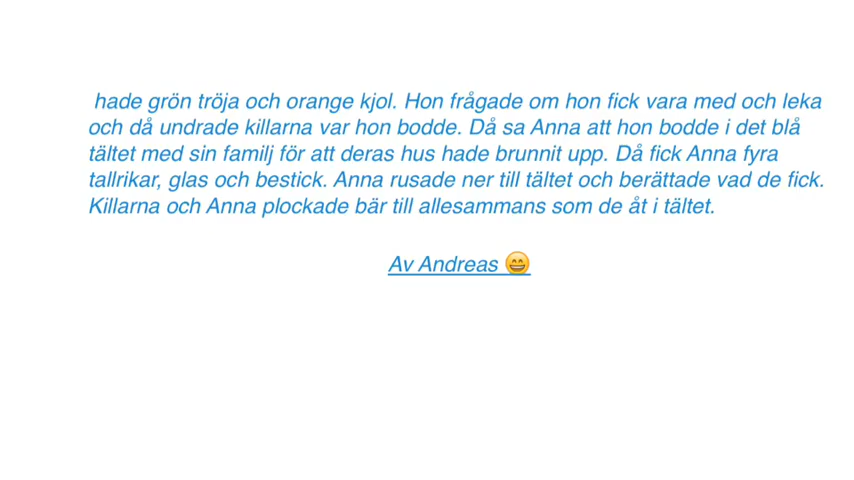 hade grön tröja och orange kjol. Hon frågade om hon fick vara med och leka
och då undrade killarna var hon bodde. Då sa Anna att hon bodde i det blå
tältet med sin familj för att deras hus hade brunnit upp. Då fick Anna fyra
tallrikar, glas och bestick. Anna rusade ner till tältet och berättade vad de fick.
Killarna och Anna plockade bär till allesammans som de åt i tältet.
Av Andreas 😄